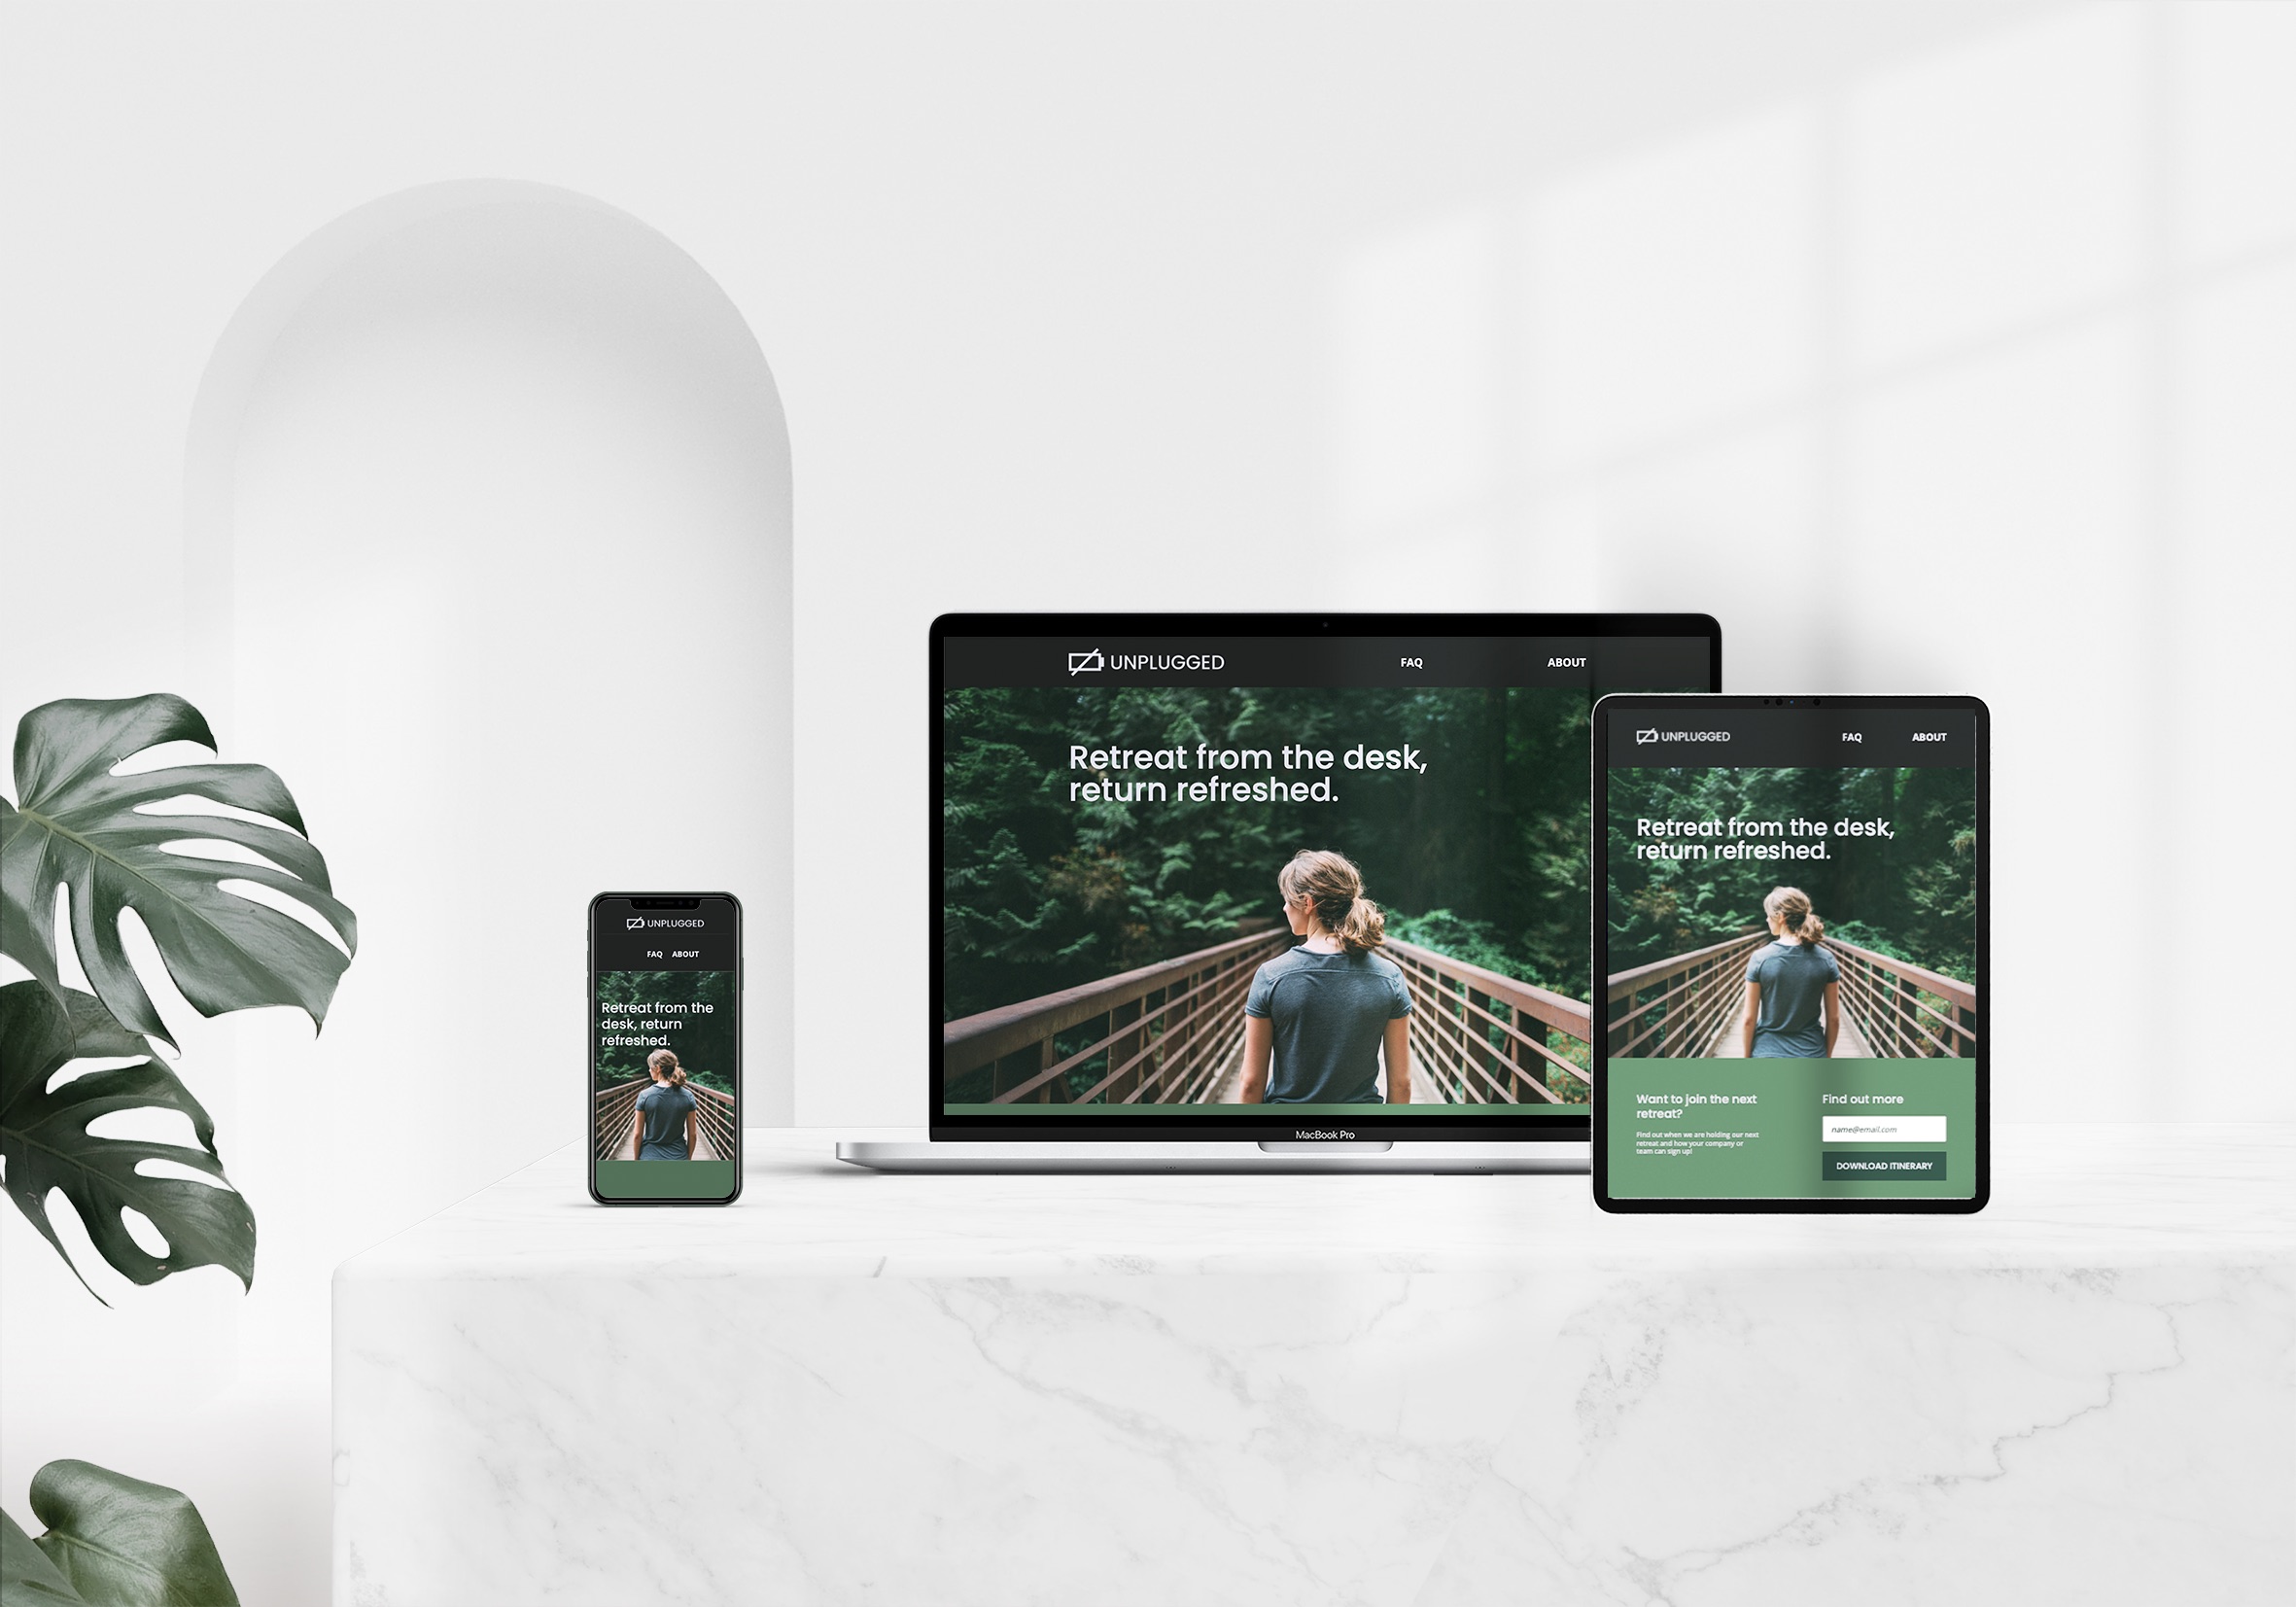 UNPLUGGED
FAQ ABOUT
Retreat from the
desk, return
refreshed.
UNPLUGGED
FAQ ABOUT
Retreat from the desk,
return refreshed.
MacBook Pro
UNPLUGGED
FAQ ABOUT
Retreat from the desk,
return refreshed.
Want to join the next
retreat?
Find out when we are holding our next
retreat and how your company or
team can sign up!
Find out more
name@email.com
DOWNLOAD ITINERARY